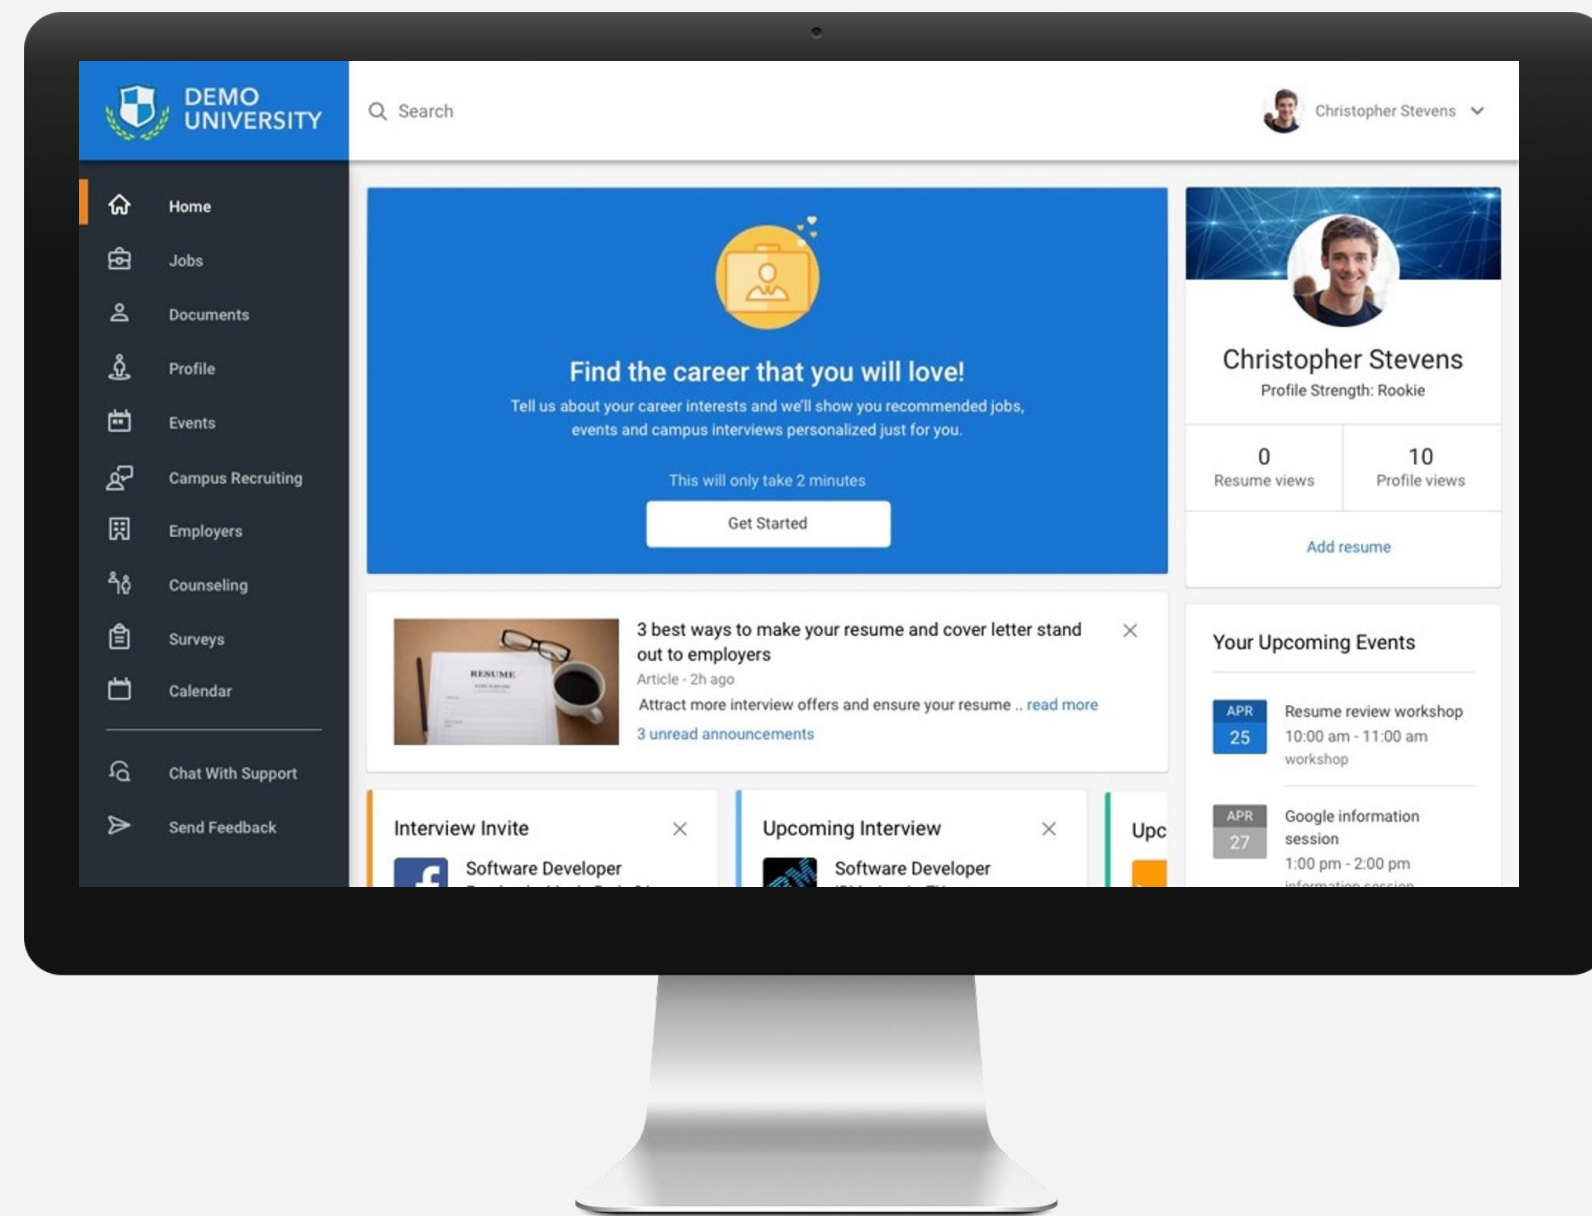 DEMO
UNIVERSITY
Search
Christopher Stevens
Home
Jobs
Documents
Profile
Events
Campus Recruiting
Employers
Counseling
Surveys
Calendar
Chat With Support
Send Feedback
Find the career that you will love!
Tell us about your career interests and we'll show you recommended jobs,
events and campus interviews personalized just for you.
This will only take 2 minutes
Get Started
RESUME
3 best ways to make your resume and cover letter stand
out to employers
Article - 2h ago
Attract more interview offers and ensure your resume .. read more
3 unread announcements
Interview Invite
Software Developer
Upcoming Interview
IBM
Software Developer
Upc
Christopher Stevens
Profile Strength: Rookie
0
Resume views
10
Profile views
Add resume
Your Upcoming Events
APR
25
Resume review workshop
10:00 am - 11:00 am
workshop
APR
27
Google information
session
1:00 pm - 2:00 pm
information session